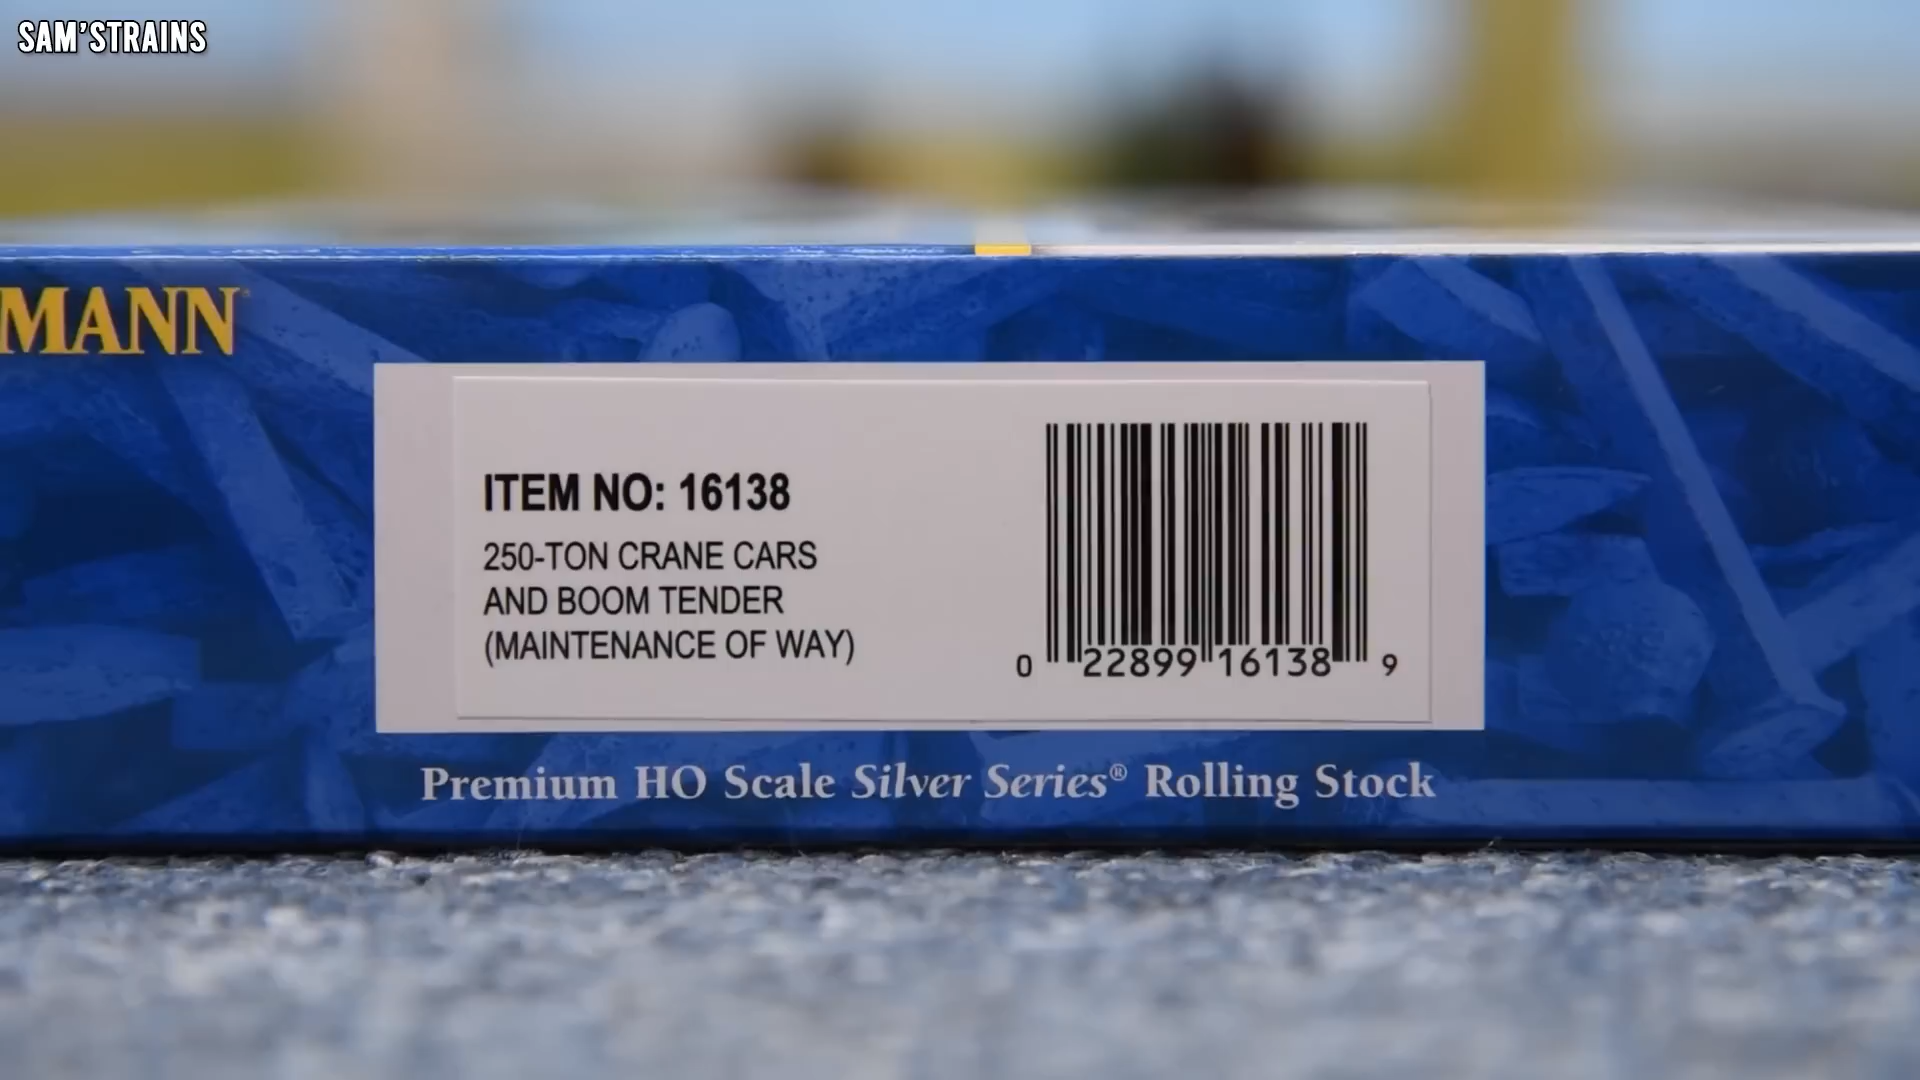 SAM'STRAINS
MANN
ITEM NO: 16138
250-TON CRANE CARS
AND BOOM TENDER
(MAINTENANCE OF WAY)
0 22899 16138 9
Premium HO Scale Silver Series® Rolling Stock